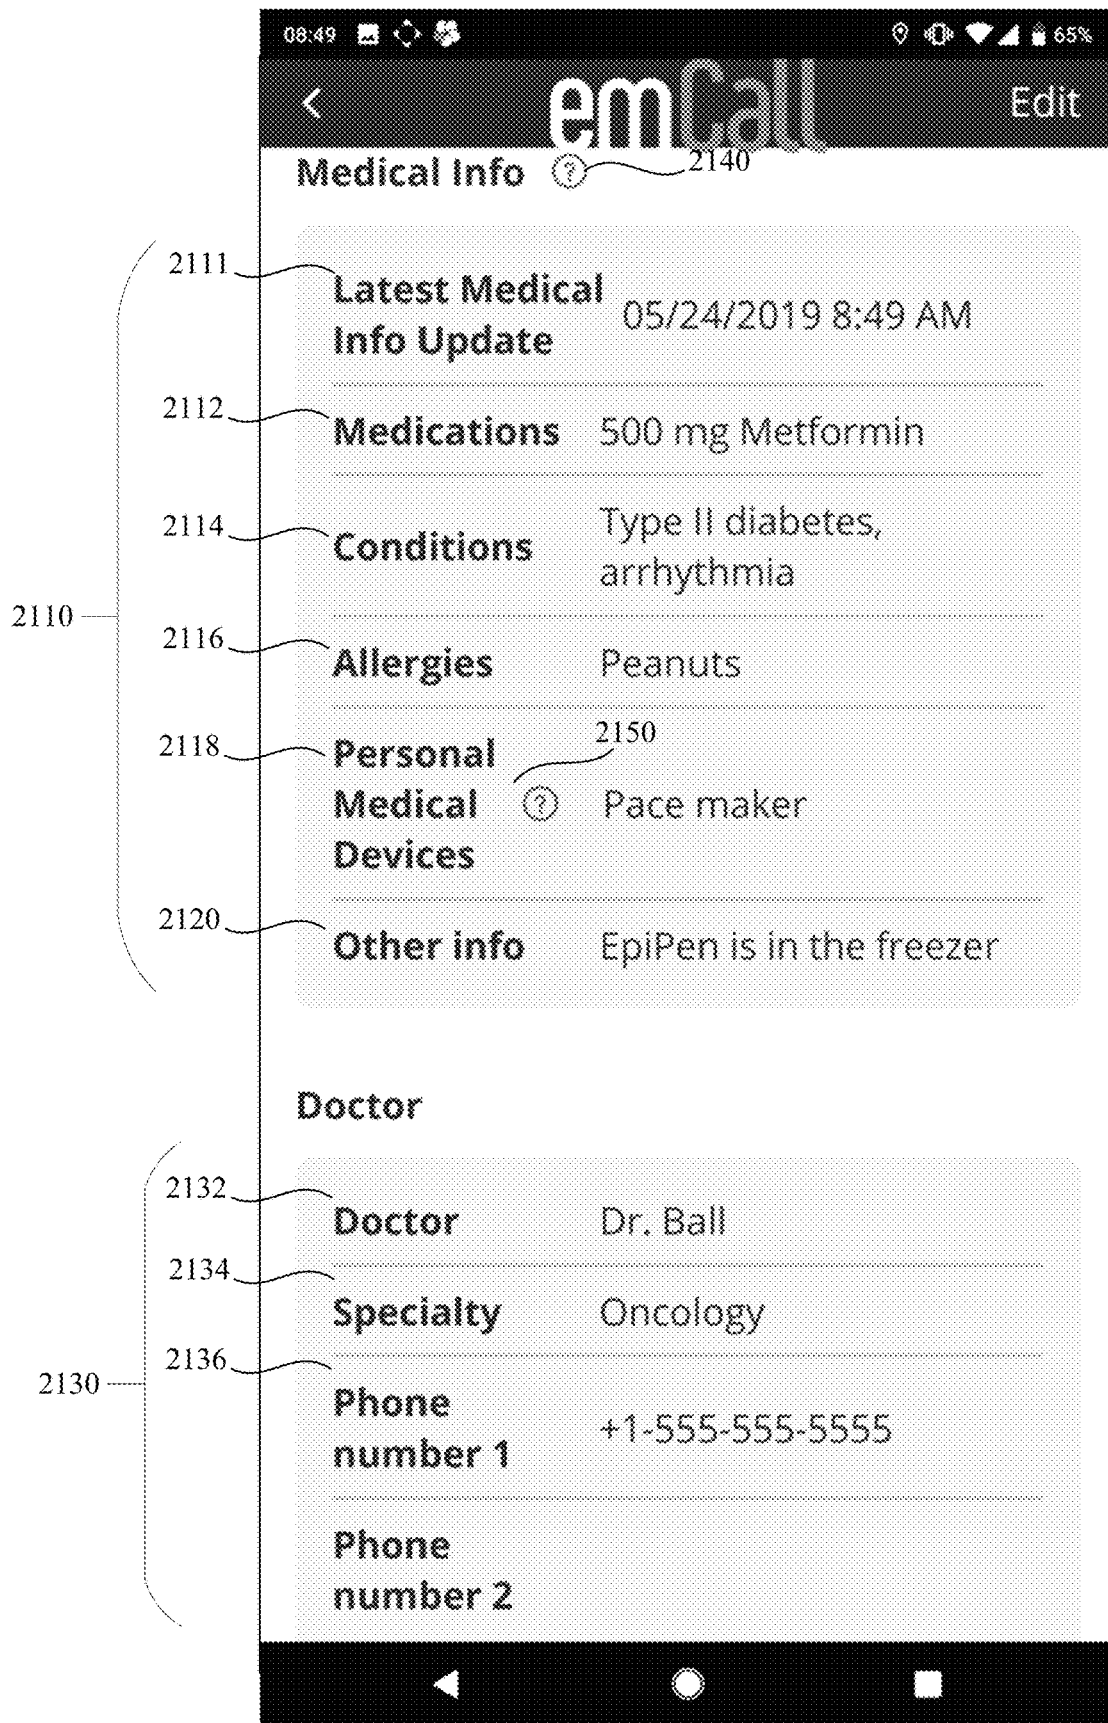 08:49 65%
emCall Edit
Medical Info ? 2140
2111
Latest Medical
Info Update 05/24/2019 8:49 AM
2112
Medications 500 mg Metformin
2114
Conditions Type II diabetes,
arrhythmia
2110
2116
Allergies Peanuts
2118 2150
Personal
Medical ? Pace maker
Devices
2120
Other info EpiPen is in the freezer
Doctor
2132
Doctor Dr. Ball
2134
Specialty Oncology
2136
2130
Phone
number 1 +1-555-555-5555
Phone
number 2